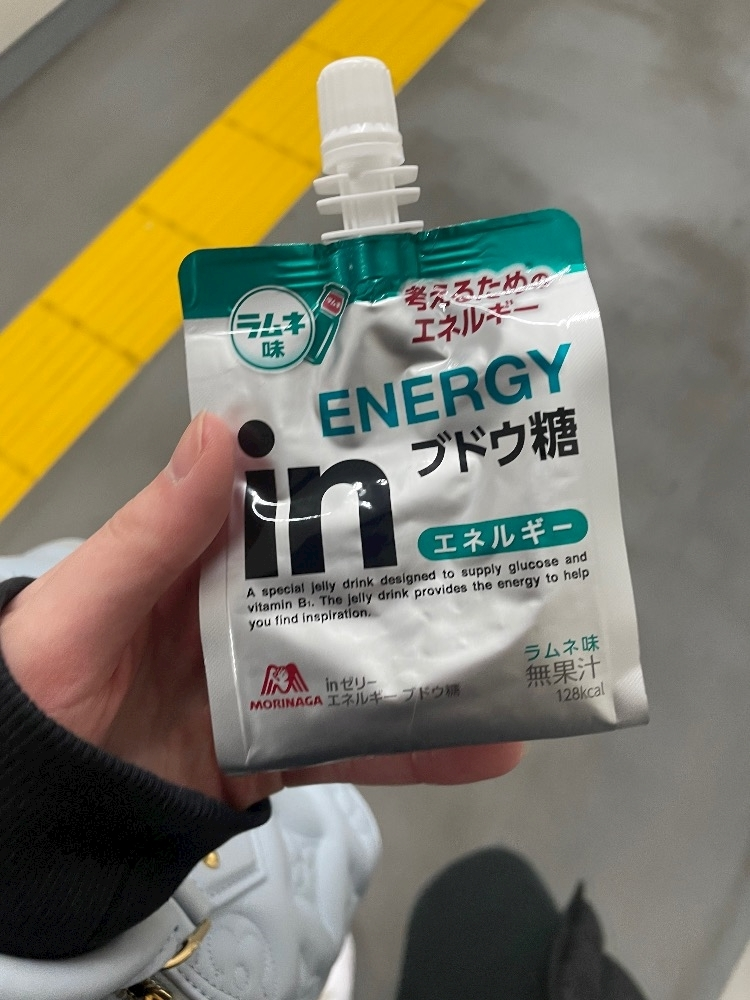 ラムネ
味
ラムネ
考えるための
エネルギー
ENERGY
in
ブドウ糖
エネルギー
A special jelly drink designed to supply glucose and
vitamin B₁. The jelly drink provides the energy to help
you find inspiration.
ラムネ味
無果汁
128kcal
MORINAGA
inゼリー
エネルギー ブドウ糖